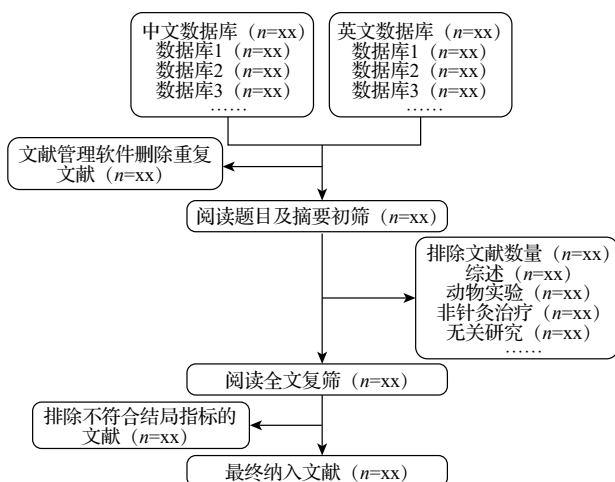 中文数据库（n=xx）
数据库1（n=xx）
数据库2（n=xx）
数据库3（n=xx）
……
英文数据库（n=xx）
数据库1（n=xx）
数据库2（n=xx）
数据库3（n=xx）
……
文献管理软件删除重复
文献（n=xx）
阅读题目及摘要初筛（n=xx）
排除文献数量（n=xx）
综述（n=xx）
动物实验（n=xx）
非针灸治疗（n=xx）
无关研究（n=xx）
……
阅读全文复筛（n=xx）
排除不符合结局指标的
文献（n=xx）
最终纳入文献（n=xx）